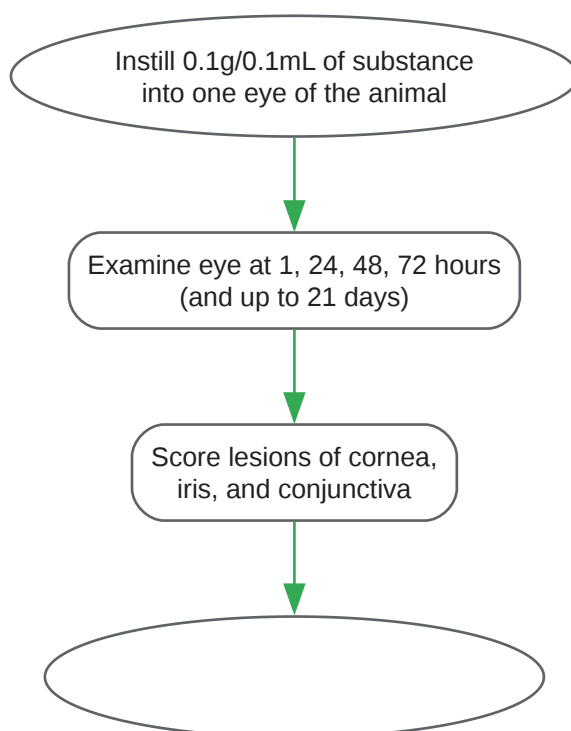 Instill 0.1g/0.1mL of substance
into one eye of the animal
Examine eye at 1, 24, 48, 72 hours
(and up to 21 days)
Score lesions of cornea,
iris, and conjunctiva